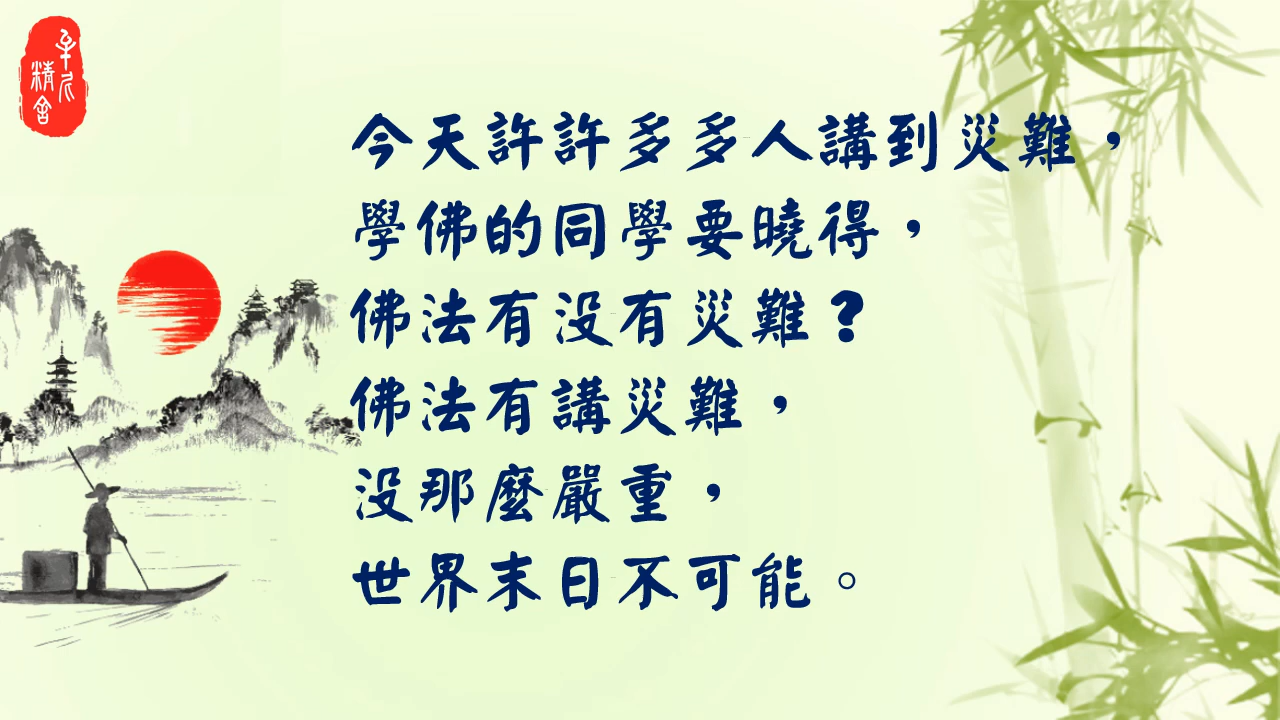 今天許許多多人講到災難，
學佛的同學要曉得，
佛法有没有災難？
佛法有講災難，
没那麼嚴重，
世界末日不可能。